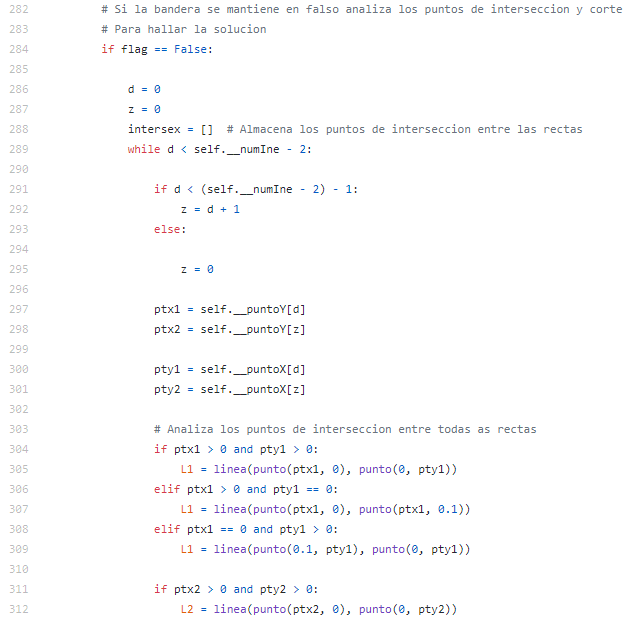 282 # Si la bandera se mantiene en falso analiza los puntos de interseccion y corte
283 # Para hallar la solucion
284 if flag == False:
285
286 d = 0
287 z = 0
288 intersex = []  # Almacena los puntos de interseccion entre las rectas
289 while d < self.__numIne - 2:
290
291 if d < (self.__numIne - 2) - 1:
292 z = d + 1
293 else:
294
295 z = 0
296
297 ptx1 = self.__puntoY[d]
298 ptx2 = self.__puntoY[z]
299
300 pty1 = self.__puntoX[d]
301 pty2 = self.__puntoX[z]
302
303 # Analiza los puntos de interseccion entre todas as rectas
304 if ptx1 > 0 and pty1 > 0:
305 L1 = linea(punto(ptx1, 0), punto(0, pty1))
306 elif ptx1 > 0 and pty1 == 0:
307 L1 = linea(punto(ptx1, 0), punto(ptx1, 0.1))
308 elif ptx1 == 0 and pty1 > 0:
309 L1 = linea(punto(0.1, pty1), punto(0, pty1))
310
311 if ptx2 > 0 and pty2 > 0:
312 L2 = linea(punto(ptx2, 0), punto(0, pty2))